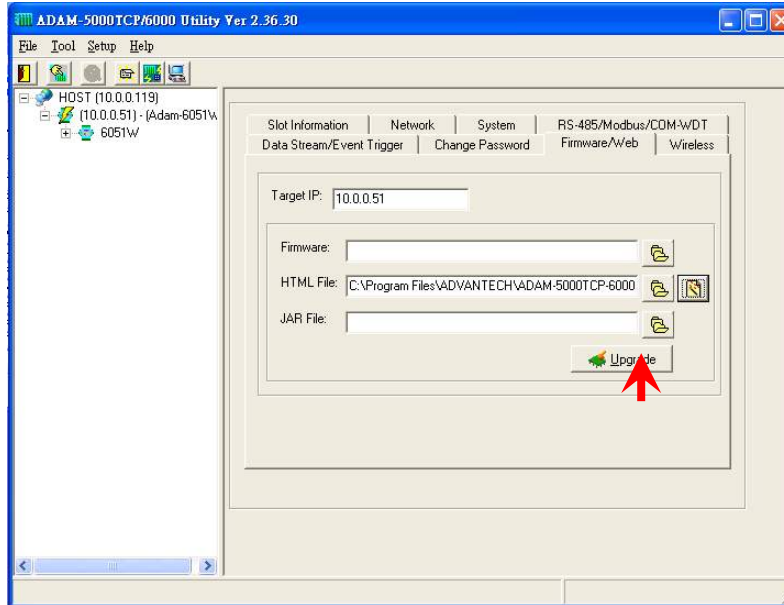 ADAM-5000TCP/6000 Utility Ver 2.36.30
File Tool Setup Help
HOST (10.0.0.119)
(10.0.0.51) - (Adam-6051W
6051W
Slot Information Network System RS-485/Modbus/COM-WDT
Data Stream/Event Trigger Change Password Firmware/Web Wireless
Target IP: 10.0.0.51
Firmware:
HTML File: C:\Program Files\ADVANTECH\ADAM-5000TCP-6000
JAR File:
Upgrade